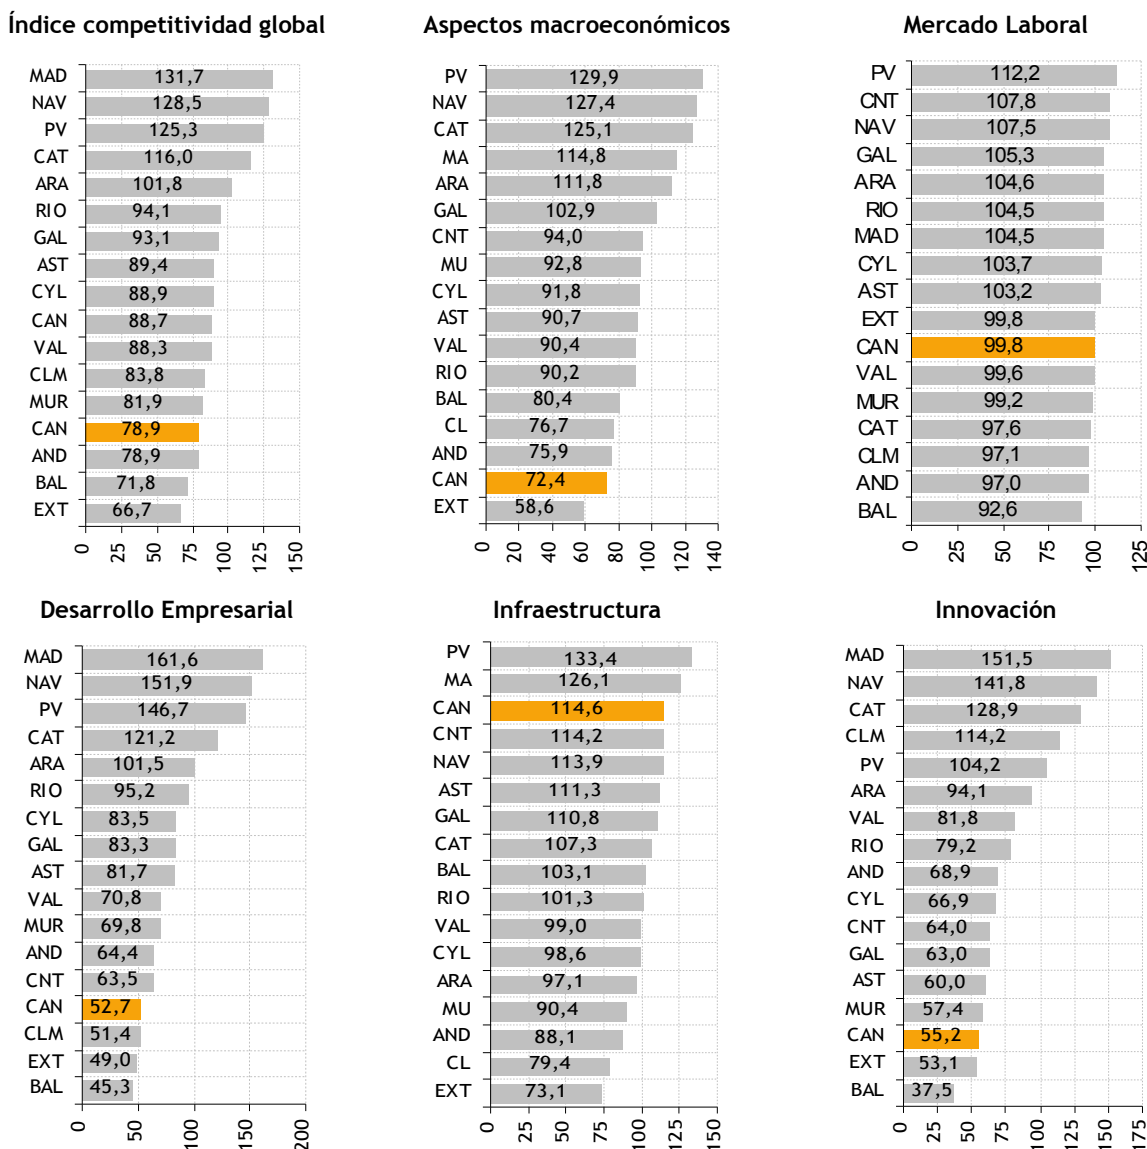 Índice competitividad global
MAD 131,7
NAV 128,5
PV 125,3
CAT 116,0
ARA 101,8
RIO 94,1
GAL 93,1
AST 89,4
CYL 88,9
CAN 88,7
VAL 88,3
CLM 83,8
MUR 81,9
CAN 78,9
AND 78,9
BAL 71,8
EXT 66,7
0 25 50 75 100 125 150
Aspectos macroeconómicos
PV 129,9
NAV 127,4
CAT 125,1
MA 114,8
ARA 111,8
GAL 102,9
CNT 94,0
MU 92,8
CYL 91,8
AST 90,7
VAL 90,4
RIO 90,2
BAL 80,4
CL 76,7
AND 75,9
CAN 72,4
EXT 58,6
0 20 40 60 80 100 120 140
Mercado Laboral
PV 112,2
CNT 107,8
NAV 107,5
GAL 105,3
ARA 104,6
RIO 104,5
MAD 104,5
CYL 103,7
AST 103,2
EXT 99,8
CAN 99,8
VAL 99,6
MUR 99,2
CAT 97,6
CLM 97,1
AND 97,0
BAL 92,6
0 25 50 75 100 125
Desarrollo Empresarial
MAD 161,6
NAV 151,9
PV 146,7
CAT 121,2
ARA 101,5
RIO 95,2
CYL 83,5
GAL 83,3
AST 81,7
VAL 70,8
MUR 69,8
AND 64,4
CNT 63,5
CAN 52,7
CLM 51,4
EXT 49,0
BAL 45,3
0 50 100 150 200
Infraestructura
PV 133,4
MA 126,1
CAN 114,6
CNT 114,2
NAV 113,9
AST 111,3
GAL 110,8
CAT 107,3
BAL 103,1
RIO 101,3
VAL 99,0
CYL 98,6
ARA 97,1
MU 90,4
AND 88,1
CL 79,4
EXT 73,1
0 25 50 75 100 125 150
Innovación
MAD 151,5
NAV 141,8
CAT 128,9
CLM 114,2
PV 104,2
ARA 94,1
VAL 81,8
RIO 79,2
AND 68,9
CYL 66,9
CNT 64,0
GAL 63,0
AST 60,0
MUR 57,4
CAN 55,2
EXT 53,1
BAL 37,5
0 25 50 75 100 125 150 175